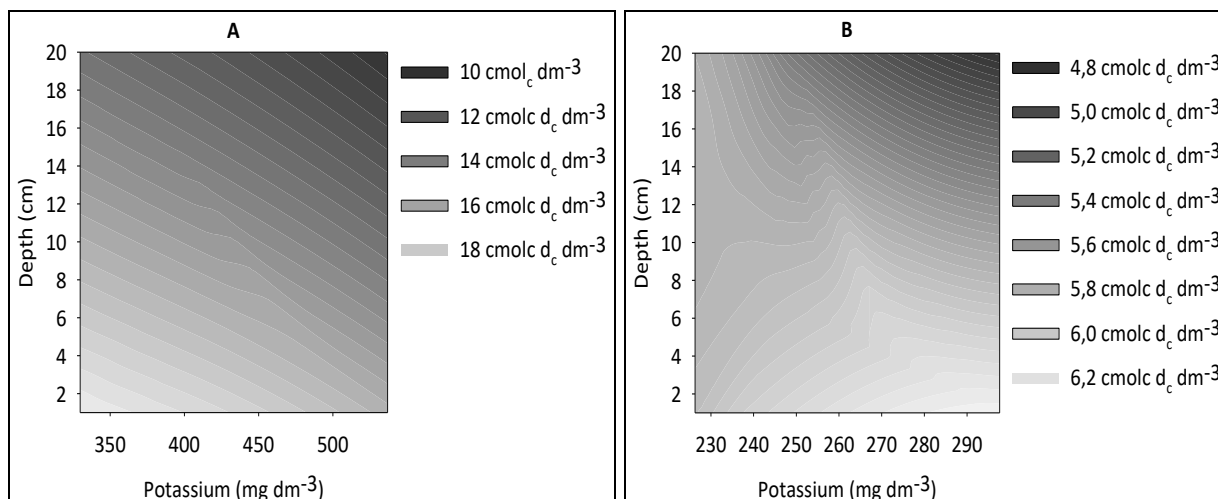 A
20
18
16
14
12
10
8
6
4
2
Depth (cm)
350 400 450 500
Potassium (mg dm-3)
10 cmolc dm-3
12 cmolc dc dm-3
14 cmolc dc dm-3
16 cmolc dc dm-3
18 cmolc dc dm-3
B
20
18
16
14
12
10
8
6
4
2
Depth (cm)
230 240 250 260 270 280 290
Potassium (mg dm-3)
4,8 cmolc dc dm-3
5,0 cmolc dc dm-3
5,2 cmolc dc dm-3
5,4 cmolc dc dm-3
5,6 cmolc dc dm-3
5,8 cmolc dc dm-3
6,0 cmolc dc dm-3
6,2 cmolc dc dm-3